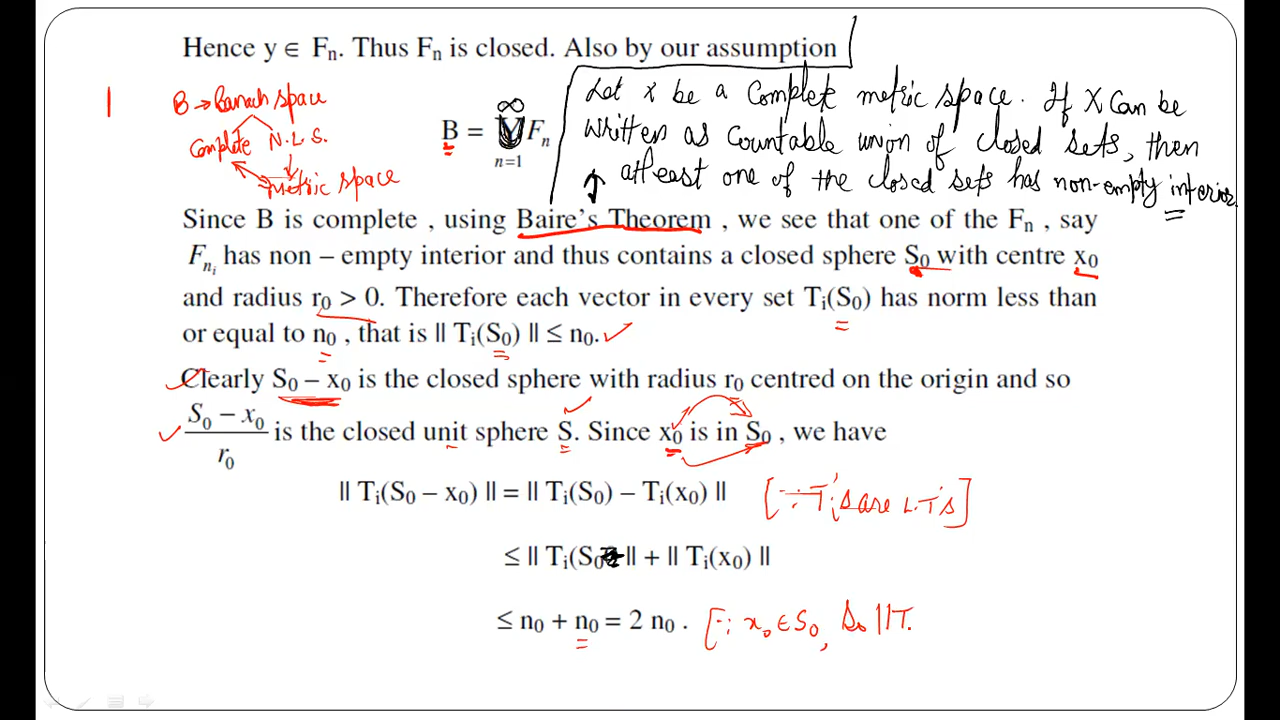 Hence y ∈ Fn. Thus Fn is closed. Also by our assumption
B → Banach space
Complete N.L.S.
metric space
B = ∪ Fn
∞
n=1
Let X be a Complete metric space. If X Can be
written as Countable union of closed sets, then
atleast one of the closed sets has non-empty interior.
Since B is complete , using Baire’s Theorem , we see that one of the Fn , say
Fni has non – empty interior and thus contains a closed sphere S0 with centre x0
and radius r0 > 0. Therefore each vector in every set Ti(S0) has norm less than
or equal to n0 , that is || Ti(S0) || ≤ n0.
Clearly S0 – x0 is the closed sphere with radius r0 centred on the origin and so
S0 – x0
r0
is the closed unit sphere S. Since x0 is in S0 , we have
|| Ti(S0 – x0) || = || Ti(S0) – Ti(x0) || [∵ Ti's are L.T's]
≤ || Ti(S0 || + || Ti(x0) ||
≤ n0 + n0 = 2 n0 . [∵ x0 ∈ S0, So ||T.